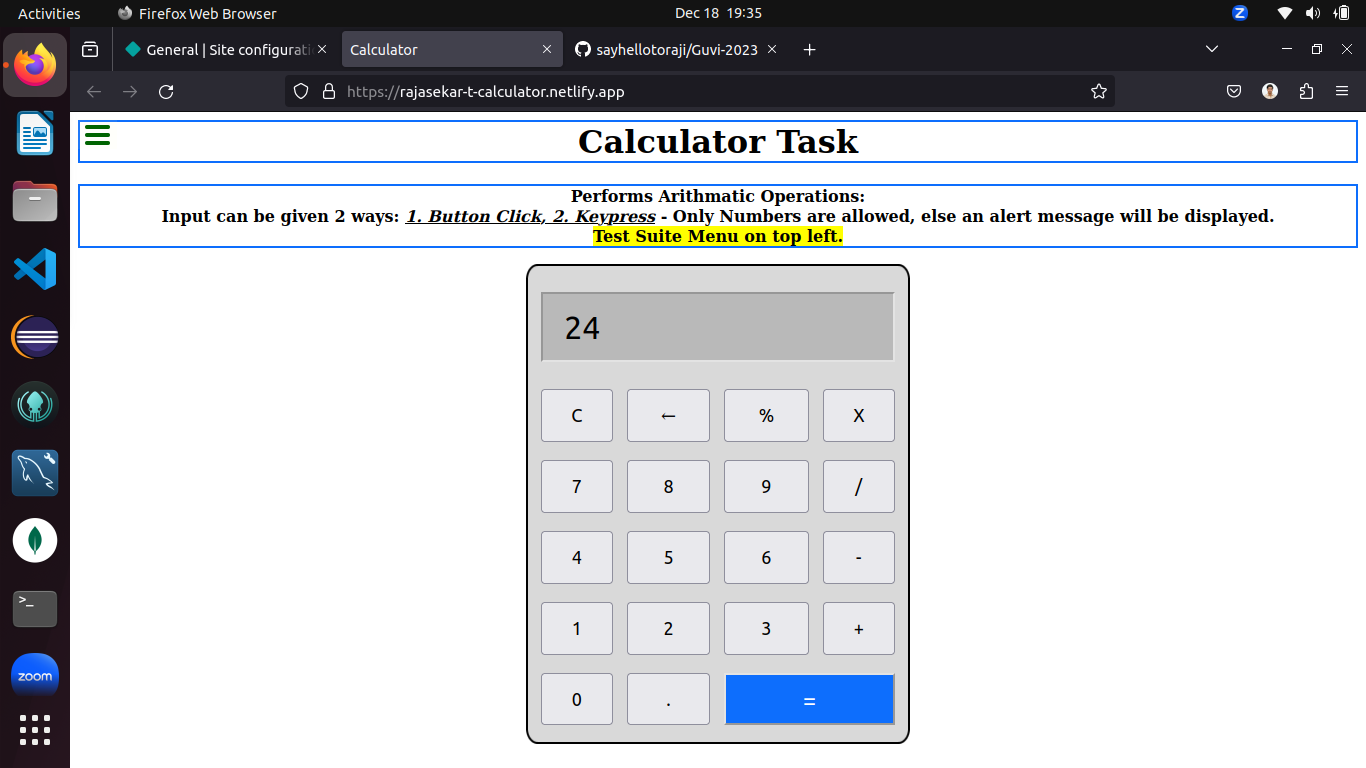 Activities
Firefox Web Browser
Dec 18 19:35
Z
General | Site configurati
Calculator
sayhellotoraji/Guvi-2023
https://rajasekar-t-calculator.netlify.app
Calculator Task
Performs Arithmatic Operations:
Input can be given 2 ways: 1. Button Click, 2. Keypress - Only Numbers are allowed, else an alert message will be displayed.
Test Suite Menu on top left.
24
C ← % X
7 8 9 /
4 5 6 -
1 2 3 +
0 . =
>_
zoom